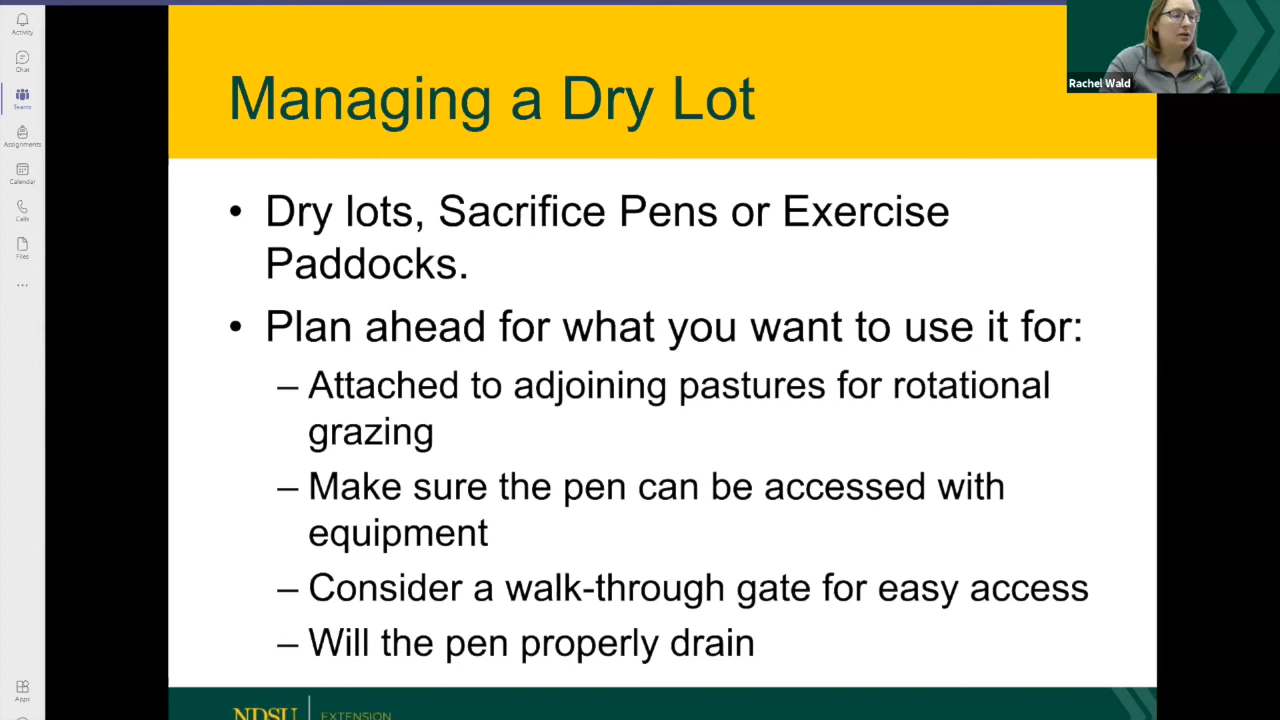 Activity
Chat
Teams
Assignments
Calendar
Calls
Files
Apps
Rachel Wald
Managing a Dry Lot
• Dry lots, Sacrifice Pens or Exercise
Paddocks.
• Plan ahead for what you want to use it for:
– Attached to adjoining pastures for rotational
grazing
– Make sure the pen can be accessed with
equipment
– Consider a walk-through gate for easy access
– Will the pen properly drain
NDSU EXTENSION